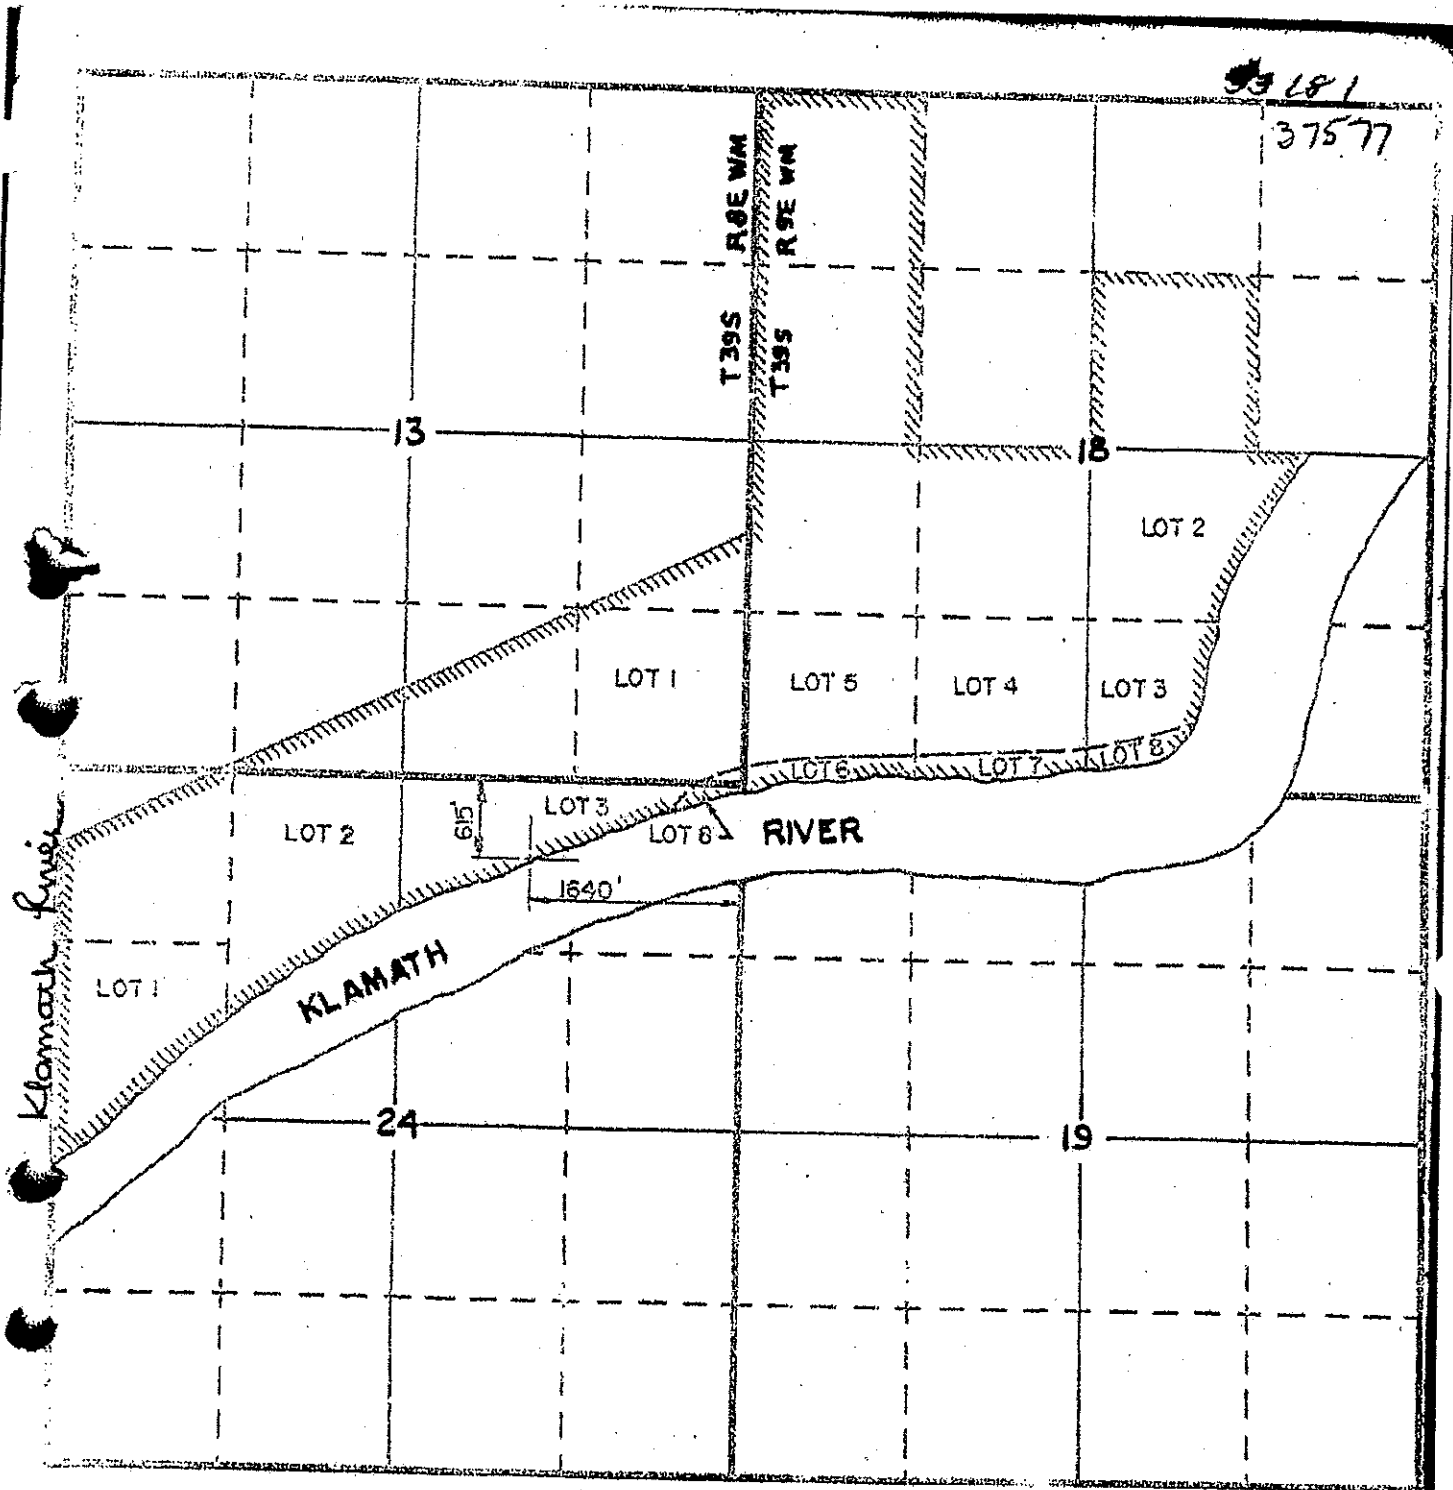 181
37577
R8E WM
R9E WM
T39S
T39S
13
18
LOT 2
LOT 1
LOT 5
LOT 4
LOT 3
LOT 6
LOT 7
LOT 8
615'
LOT 3
LOT 2
LOT 8
RIVER
1640'
LOT 1
KLAMATH
Klamath River
24
19